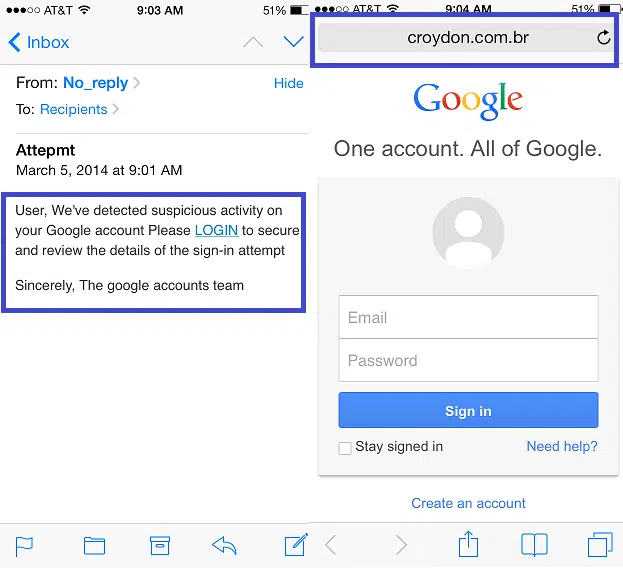 ●●●○○ AT&T 9:03 AM 51%
Inbox
From: No_reply
Hide
To: Recipients
Attepmt
March 5, 2014 at 9:01 AM
User, We've detected suspicious activity on
your Google account Please LOGIN to secure
and review the details of the sign-in attempt
Sincerely, The google accounts team
●●●○○ AT&T 9:04 AM 51%
croydon.com.br
Google
One account. All of Google.
Email
Password
Sign in
Stay signed in
Need help?
Create an account